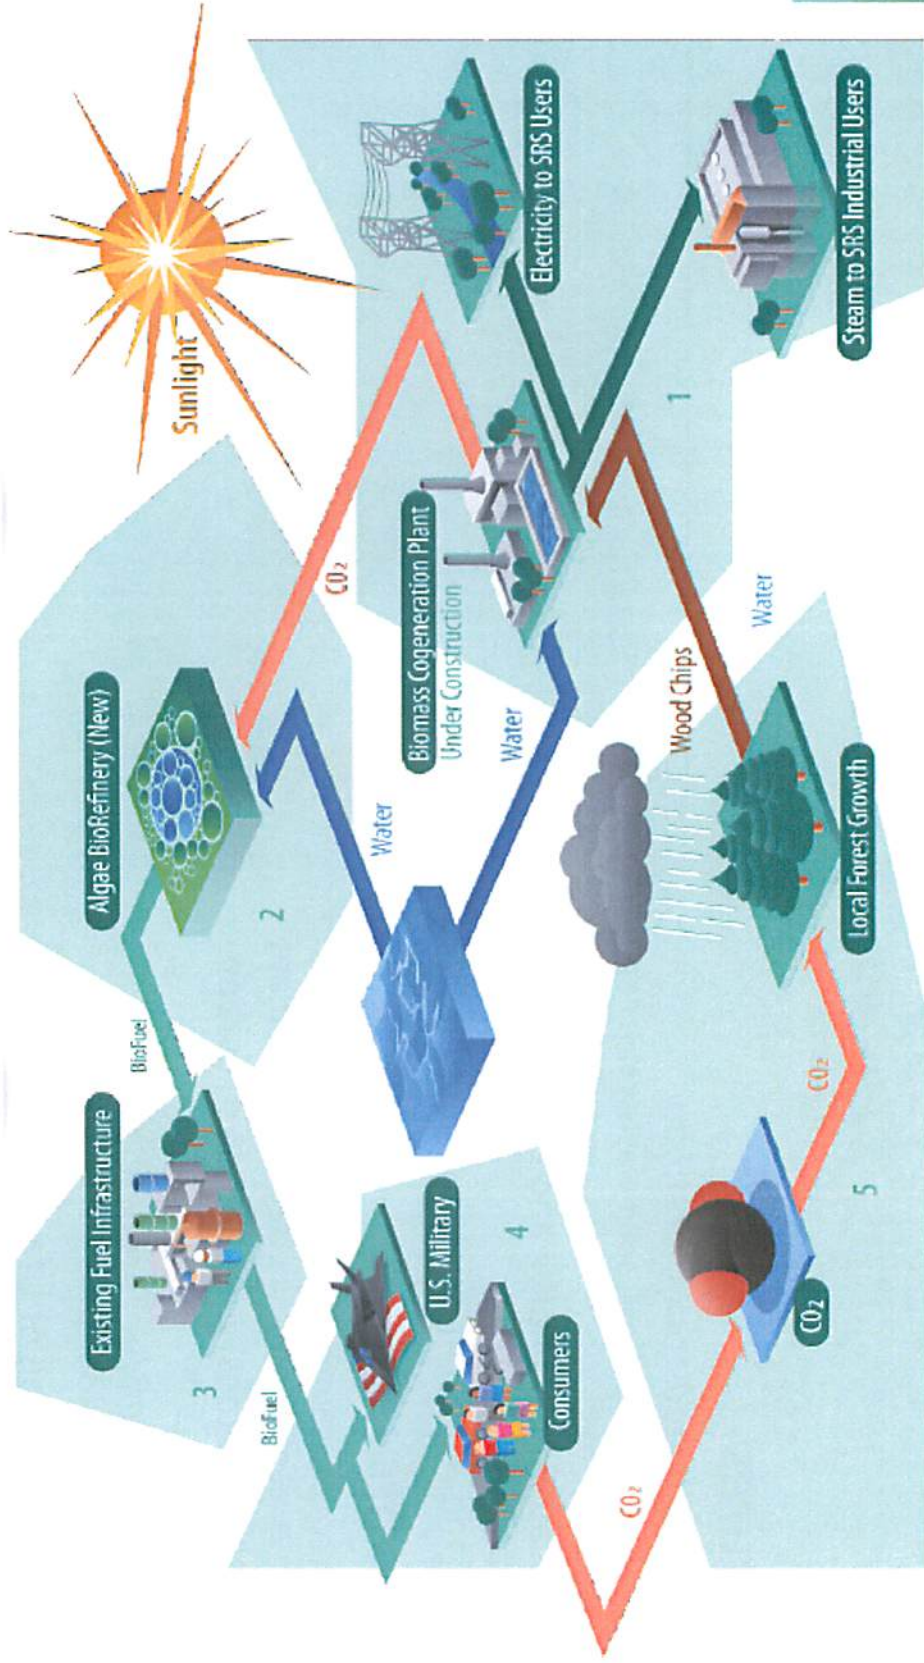 Existing Fuel Infrastructure
3
BioFuel
BioFuel
Algae BioRefinery (New)
2
Sunlight
CO₂
Water
U.S. Military
4
Consumers
Biomass Cogeneration Plant
Under Construction
Water
Electricity to SRS Users
1
Steam to SRS Industrial Users
Wood Chips
Water
Local Forest Growth
CO₂
5
CO₂
CO₂